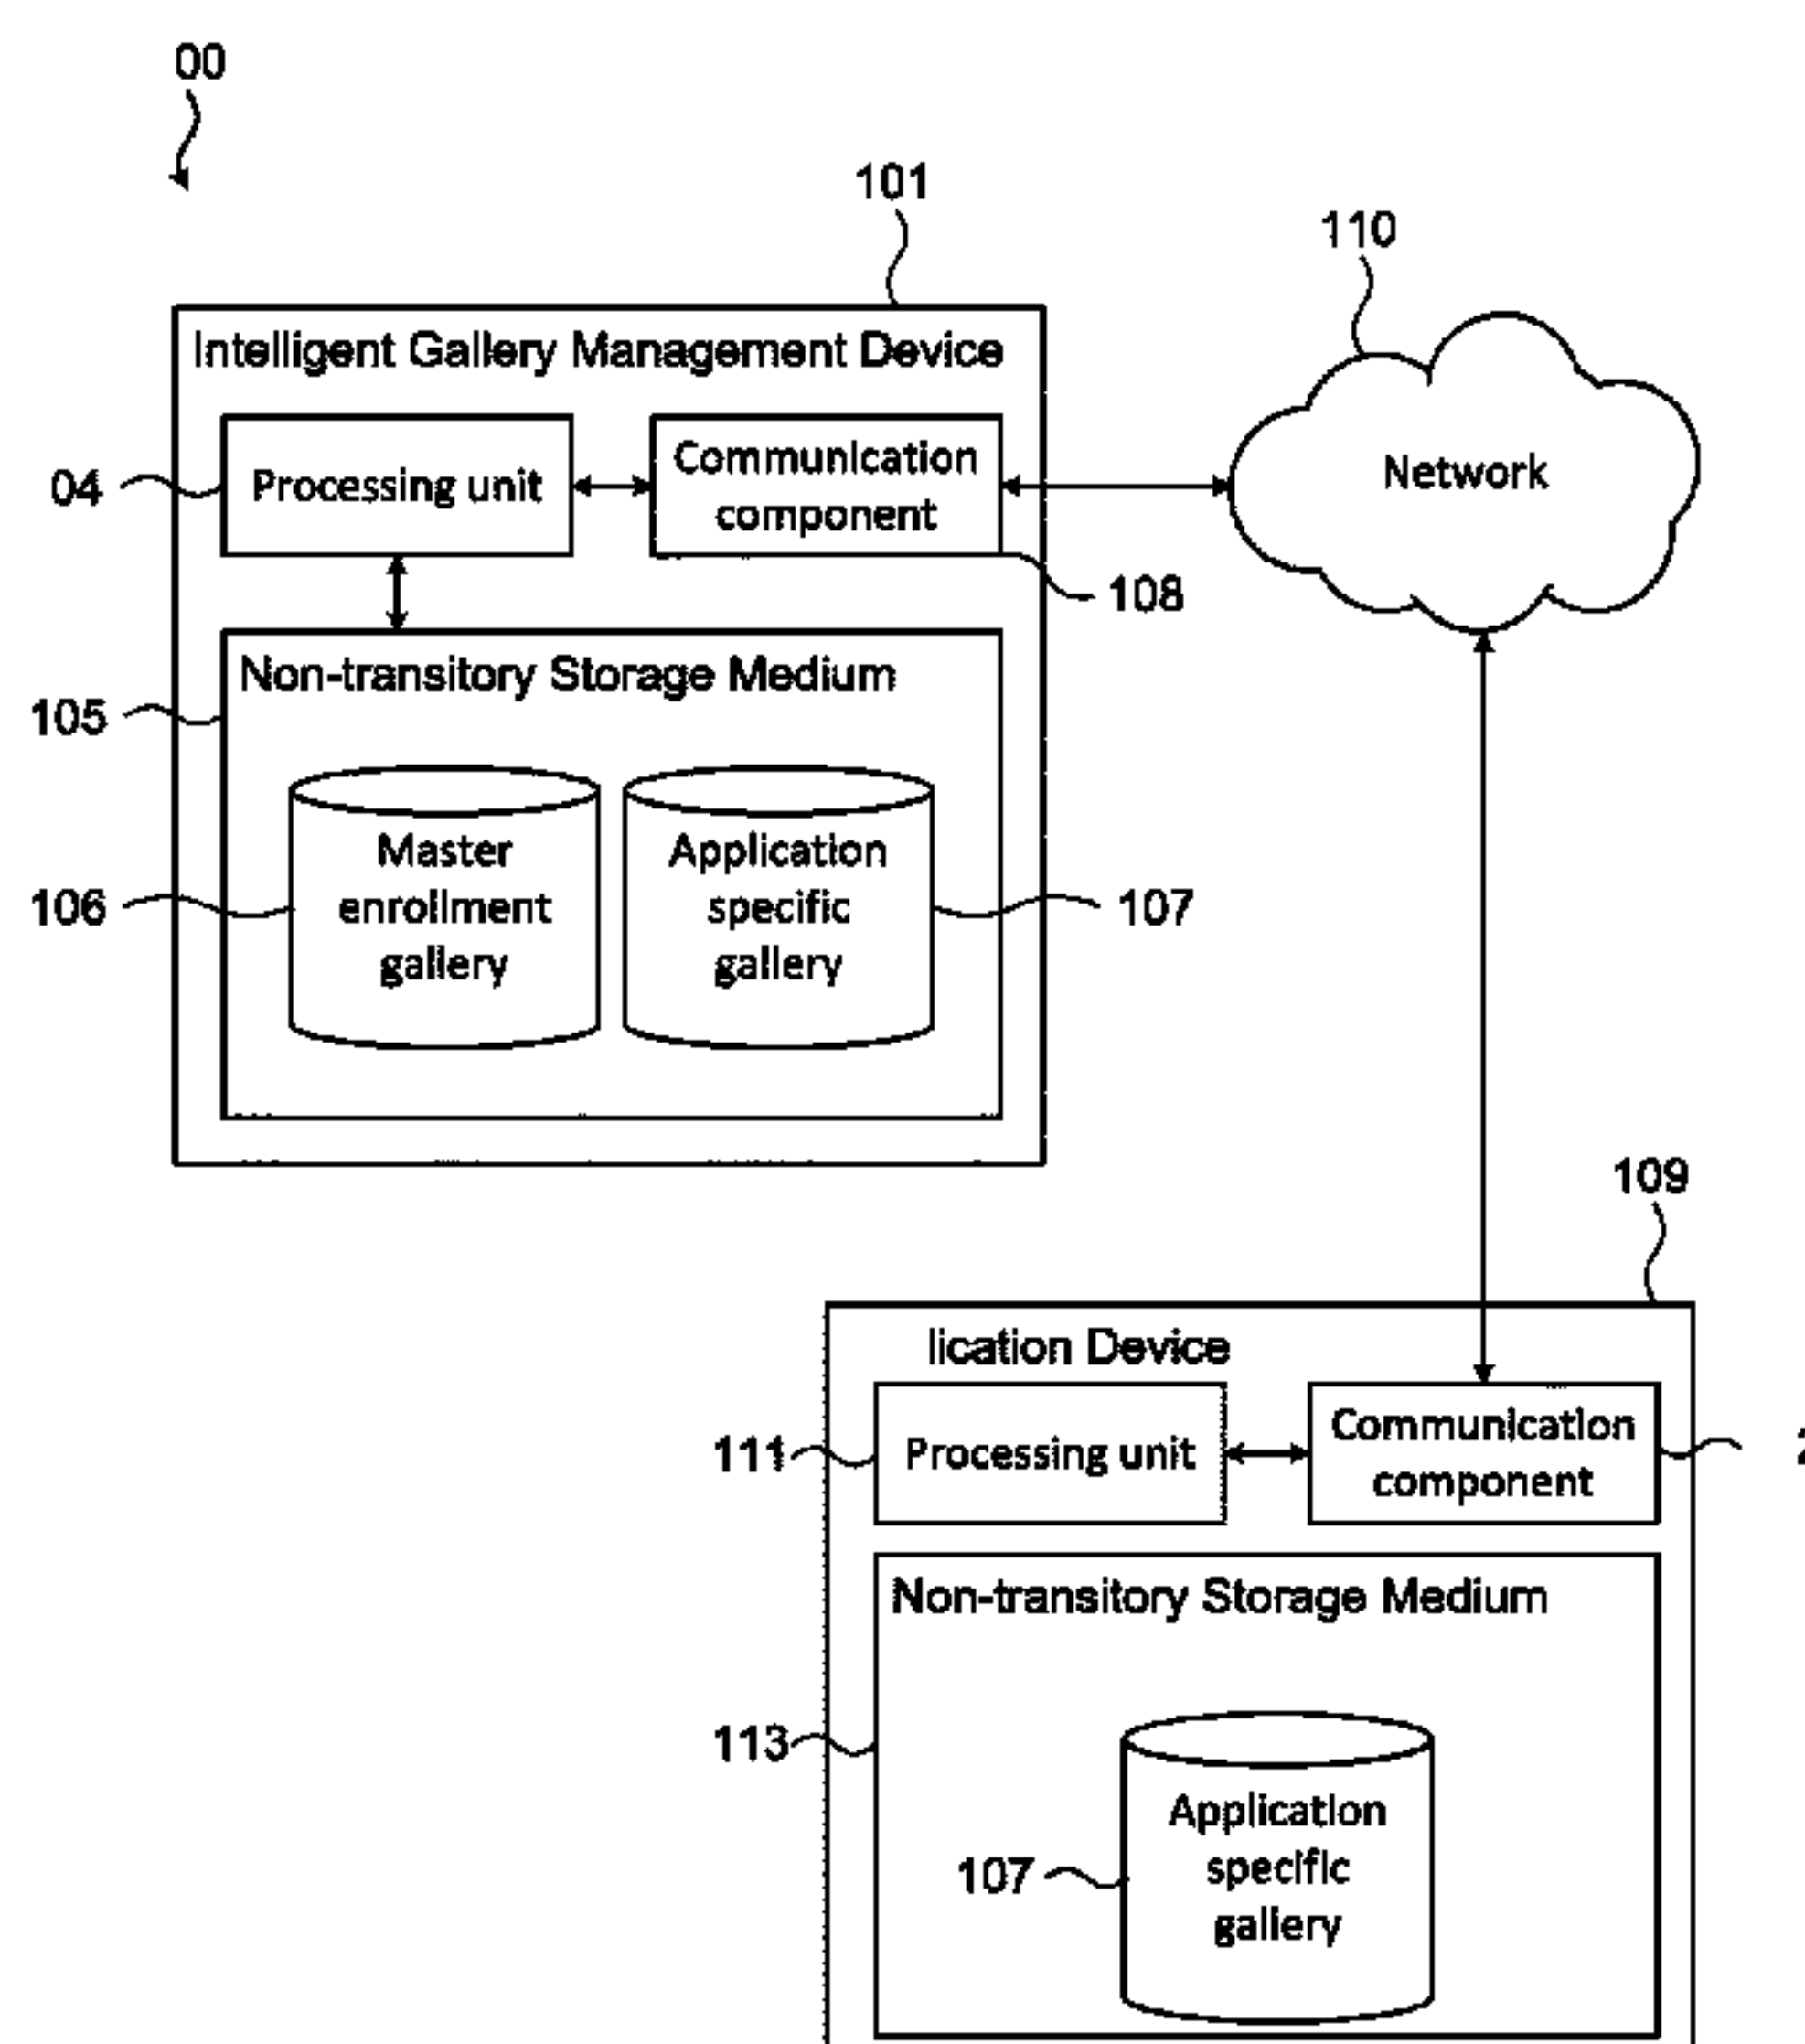 00
101
110
Intelligent Gallery Management Device
04
Processing unit
Communication
component
Network
108
Non-transitory Storage Medium
105
Master
enrollment
gallery
Application
specific
gallery
106
107
109
lication Device
111
Processing unit
Communication
component
Non-transitory Storage Medium
113
Application
specific
gallery
107